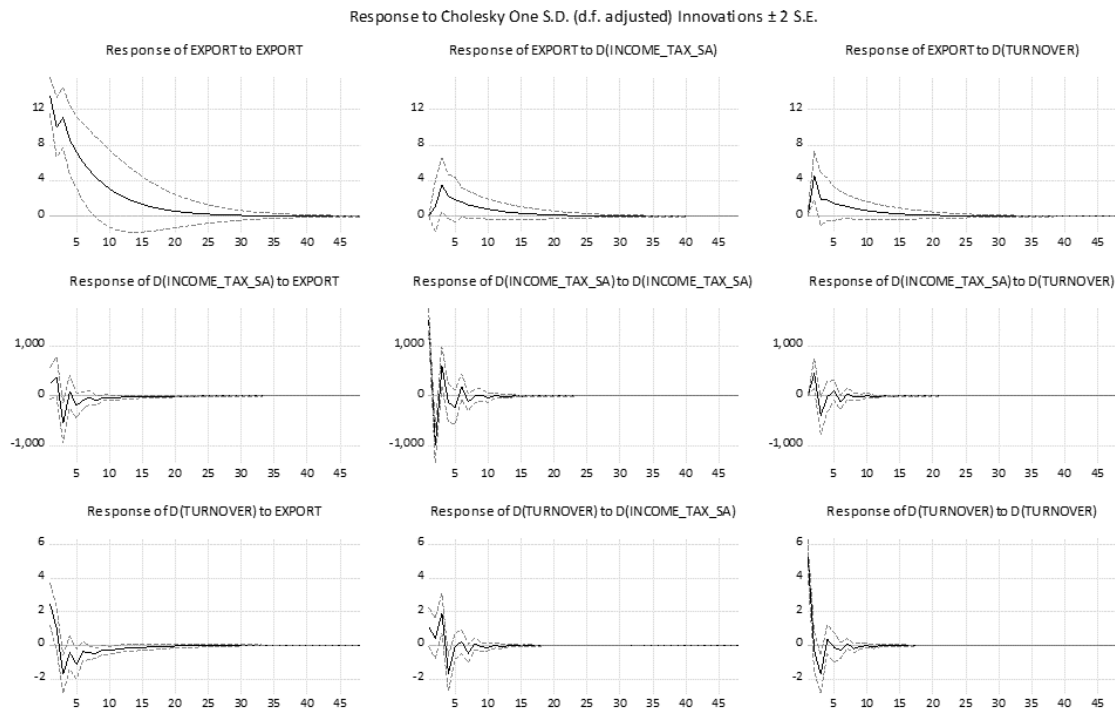 Response to Cholesky One S.D. (d.f. adjusted) Innovations ± 2 S.E.
Response of EXPORT to EXPORT
12
8
4
0
5 10 15 20 25 30 35 40 45
Response of EXPORT to D(INCOME_TAX_SA)
12
8
4
0
5 10 15 20 25 30 35 40 45
Response of EXPORT to D(TURNOVER)
12
8
4
0
5 10 15 20 25 30 35 40 45
Response of D(INCOME_TAX_SA) to EXPORT
1,000
0
-1,000
5 10 15 20 25 30 35 40 45
Response of D(INCOME_TAX_SA) to D(INCOME_TAX_SA)
1,000
0
-1,000
5 10 15 20 25 30 35 40 45
Response of D(INCOME_TAX_SA) to D(TURNOVER)
1,000
0
-1,000
5 10 15 20 25 30 35 40 45
Response of D(TURNOVER) to EXPORT
6
4
2
0
-2
5 10 15 20 25 30 35 40 45
Response of D(TURNOVER) to D(INCOME_TAX_SA)
6
4
2
0
-2
5 10 15 20 25 30 35 40 45
Response of D(TURNOVER) to D(TURNOVER)
6
4
2
0
-2
5 10 15 20 25 30 35 40 45